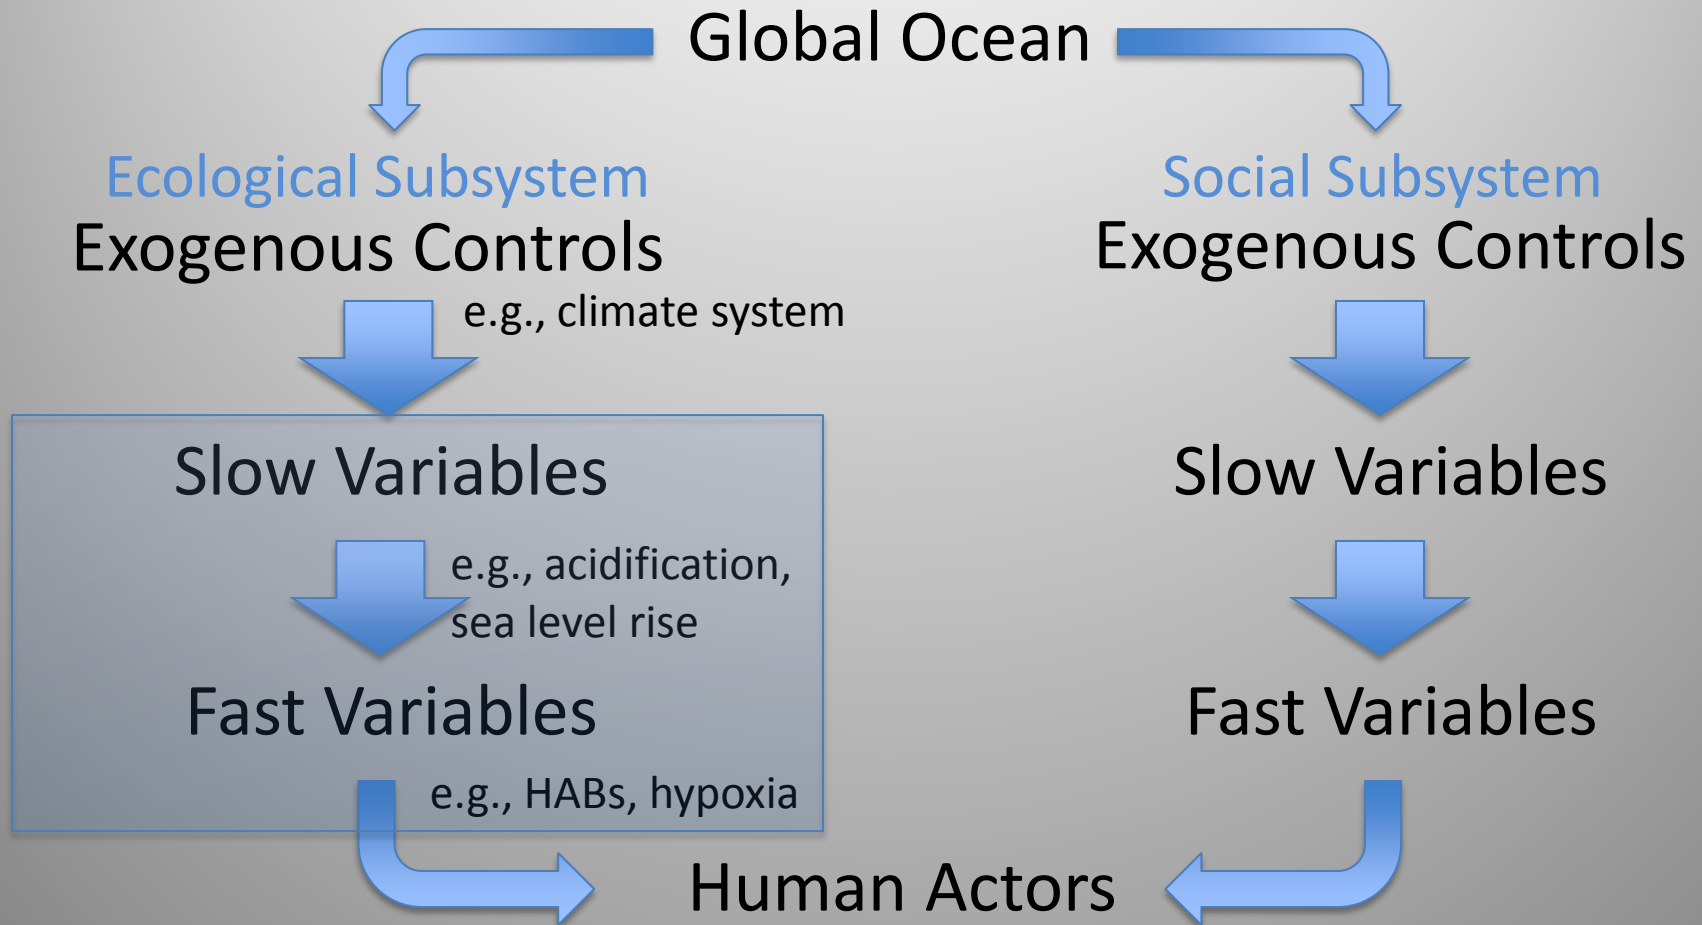 Global Ocean
Ecological Subsystem
Exogenous Controls
e.g., climate system
Slow Variables
e.g., acidification,
sea level rise
Fast Variables
e.g., HABs, hypoxia
Social Subsystem
Exogenous Controls
Slow Variables
Fast Variables
Human Actors